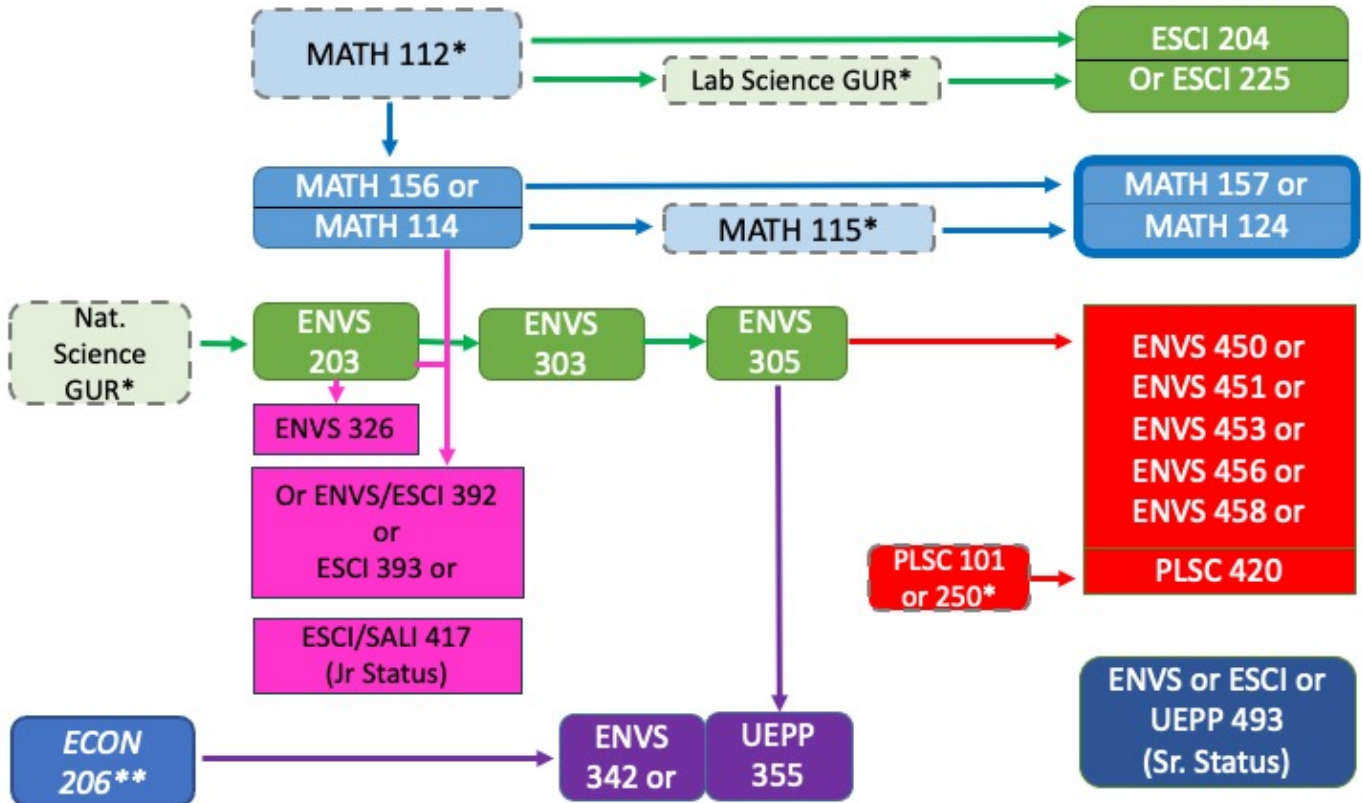 MATH 112*
ESCI 204
Lab Science GUR*
Or ESCI 225
MATH 156 or
MATH 114
MATH 115*
MATH 157 or
MATH 124
Nat.
Science
GUR*
ENVS
203
ENVS
303
ENVS
305
ENVS 450 or
ENVS 451 or
ENVS 453 or
ENVS 456 or
ENVS 458 or
PLSC 420
ENVS 326
Or ENVS/ESCI 392
or
ESCI 393 or
PLSC 101
or 250*
ESCI/SALI 417
(Jr Status)
ENVS or ESCI or
UEPP 493
(Sr. Status)
ECON
206**
ENVS
342 or
UEPP
355